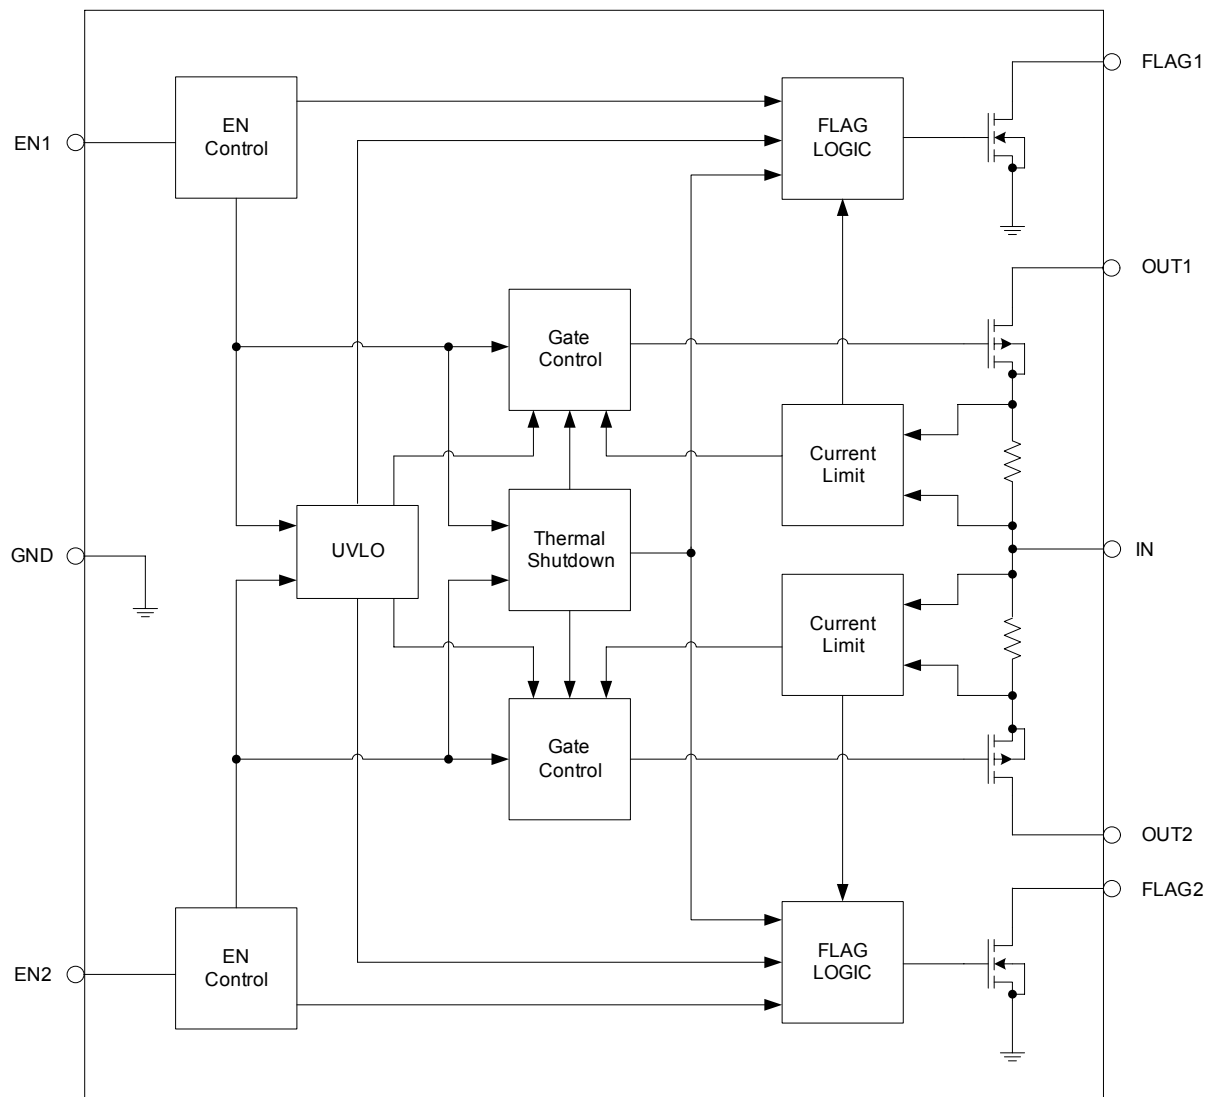 FLAG1
EN
Control
FLAG
LOGIC
EN1
OUT1
Gate
Control
Current
Limit
UVLO
Thermal
Shutdown
GND
IN
Current
Limit
Gate
Control
OUT2
FLAG2
EN
Control
FLAG
LOGIC
EN2